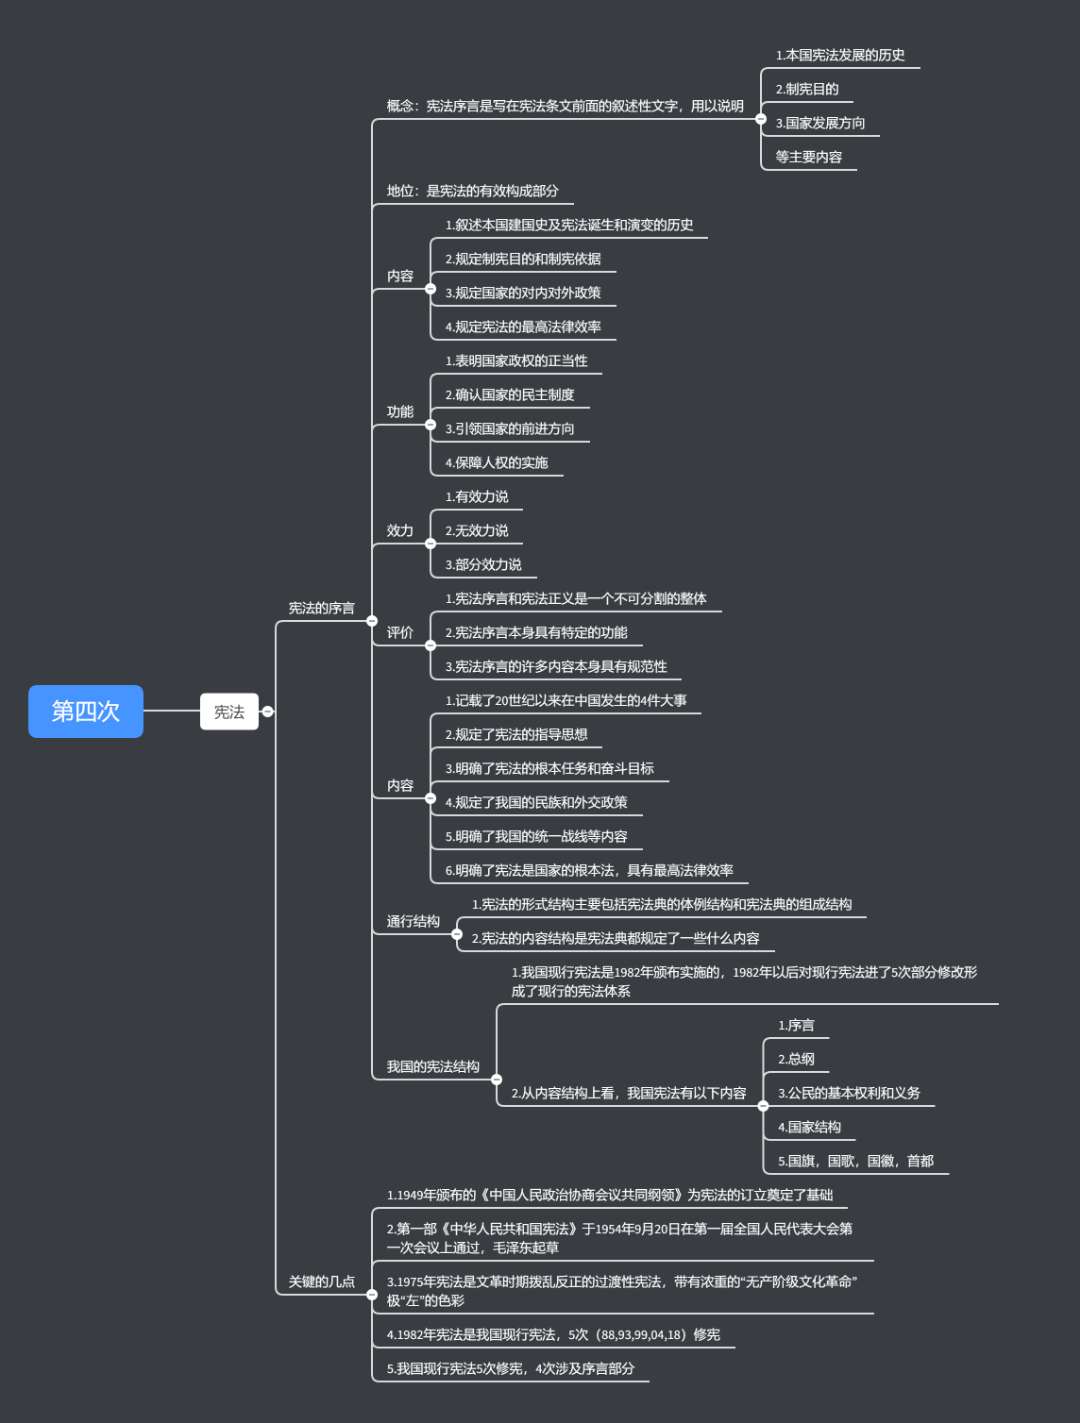 第四次
宪法
宪法的序言
概念：宪法序言是写在宪法条文前面的叙述性文字，用以说明
1.本国宪法发展的历史
2.制宪目的
3.国家发展方向
等主要内容
地位：是宪法的有效构成部分
内容
1.叙述本国建国史及宪法诞生和演变的历史
2.规定制宪目的和制宪依据
3.规定国家的对内对外政策
4.规定宪法的最高法律效率
功能
1.表明国家政权的正当性
2.确认国家的民主制度
3.引领国家的前进方向
4.保障人权的实施
效力
1.有效力说
2.无效力说
3.部分效力说
评价
1.宪法序言和宪法正义是一个不可分割的整体
2.宪法序言本身具有特定的功能
3.宪法序言的许多内容本身具有规范性
内容
1.记载了20世纪以来在中国发生的4件大事
2.规定了宪法的指导思想
3.明确了宪法的根本任务和奋斗目标
4.规定了我国的民族和外交政策
5.明确了我国的统一战线等内容
6.明确了宪法是国家的根本法，具有最高法律效率
通行结构
1.宪法的形式结构主要包括宪法典的体例结构和宪法典的组成结构
2.宪法的内容结构是宪法典都规定了一些什么内容
我国的宪法结构
1.我国现行宪法是1982年颁布实施的，1982年以后对现行宪法进了5次部分修改形
成了现行的宪法体系
2.从内容结构上看，我国宪法有以下内容
1.序言
2.总纲
3.公民的基本权利和义务
4.国家结构
5.国旗，国歌，国徽，首都
关键的几点
1.1949年颁布的《中国人民政治协商会议共同纲领》为宪法的订立奠定了基础
2.第一部《中华人民共和国宪法》于1954年9月20日在第一届全国人民代表大会第
一次会议上通过，毛泽东起草
3.1975年宪法是文革时期拨乱反正的过渡性宪法，带有浓重的“无产阶级文化革命”
极“左”的色彩
4.1982年宪法是我国现行宪法，5次（88,93,99,04,18）修宪
5.我国现行宪法5次修宪，4次涉及序言部分